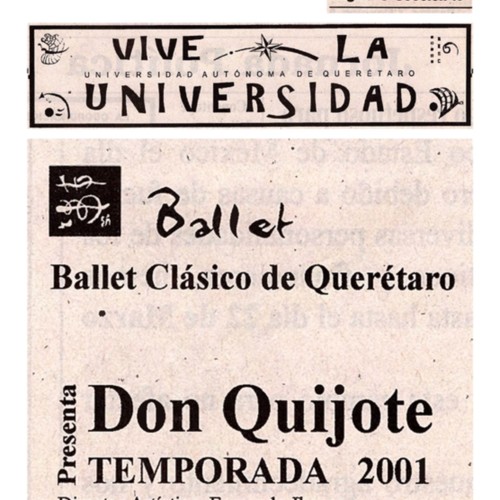 VIVE LA
UNIVERSIDAD AUTÓNOMA DE QUERÉTARO
UNIVERSIDAD
Ballet
Ballet Clásico de Querétaro
Presenta
Don Quijote
TEMPORADA 2001